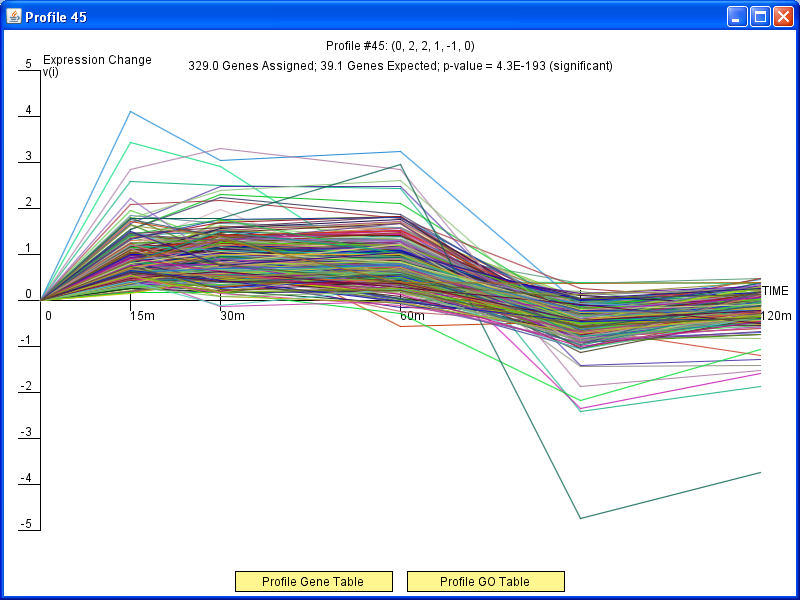 Profile 45
Profile #45: (0, 2, 2, 1, -1, 0)
Expression Change
v(i)
329.0 Genes Assigned; 39.1 Genes Expected; p-value = 4.3E-193 (significant)
5
4
3
2
1
0
-1
-2
-3
-4
-5
TIME
0
15m
30m
60m
120m
Profile Gene Table
Profile GO Table